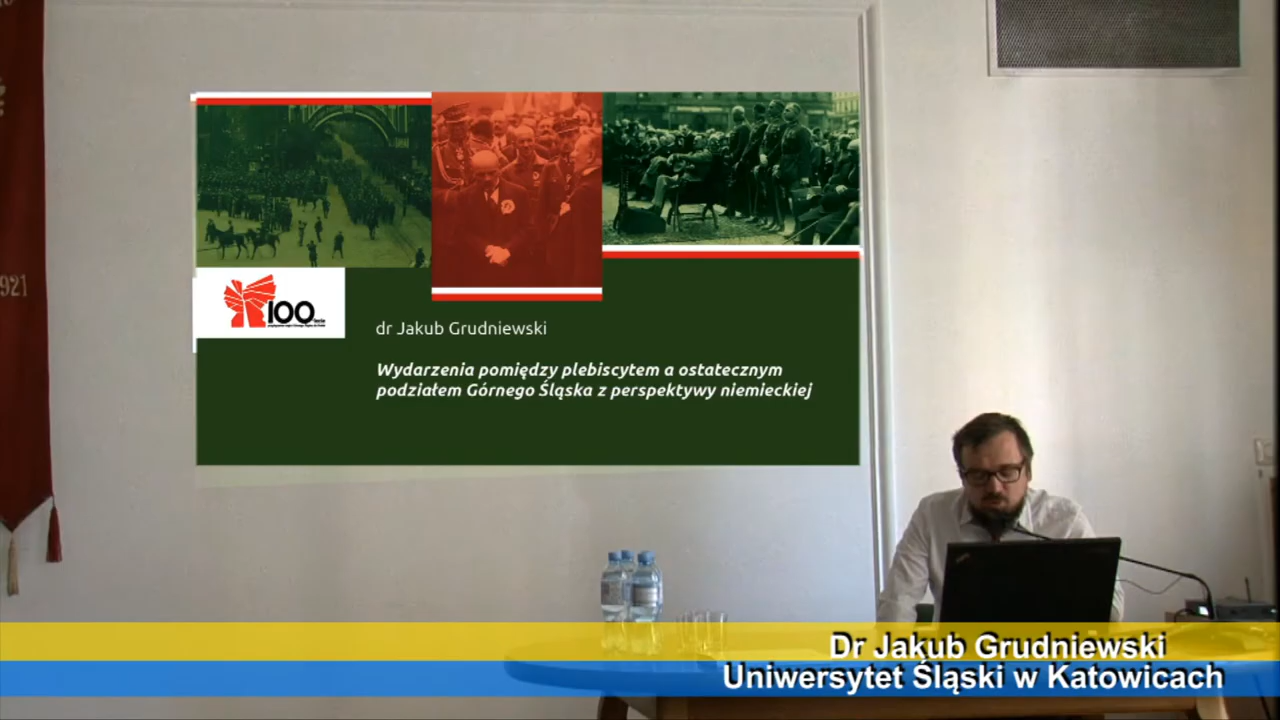 921
100
lecie
dr Jakub Grudniewski
Wydarzenia pomiędzy plebiscytem a ostatecznym
podziałem Górnego Śląska z perspektywy niemieckiej
Dr Jakub Grudniewski
Uniwersytet Śląski w Katowicach